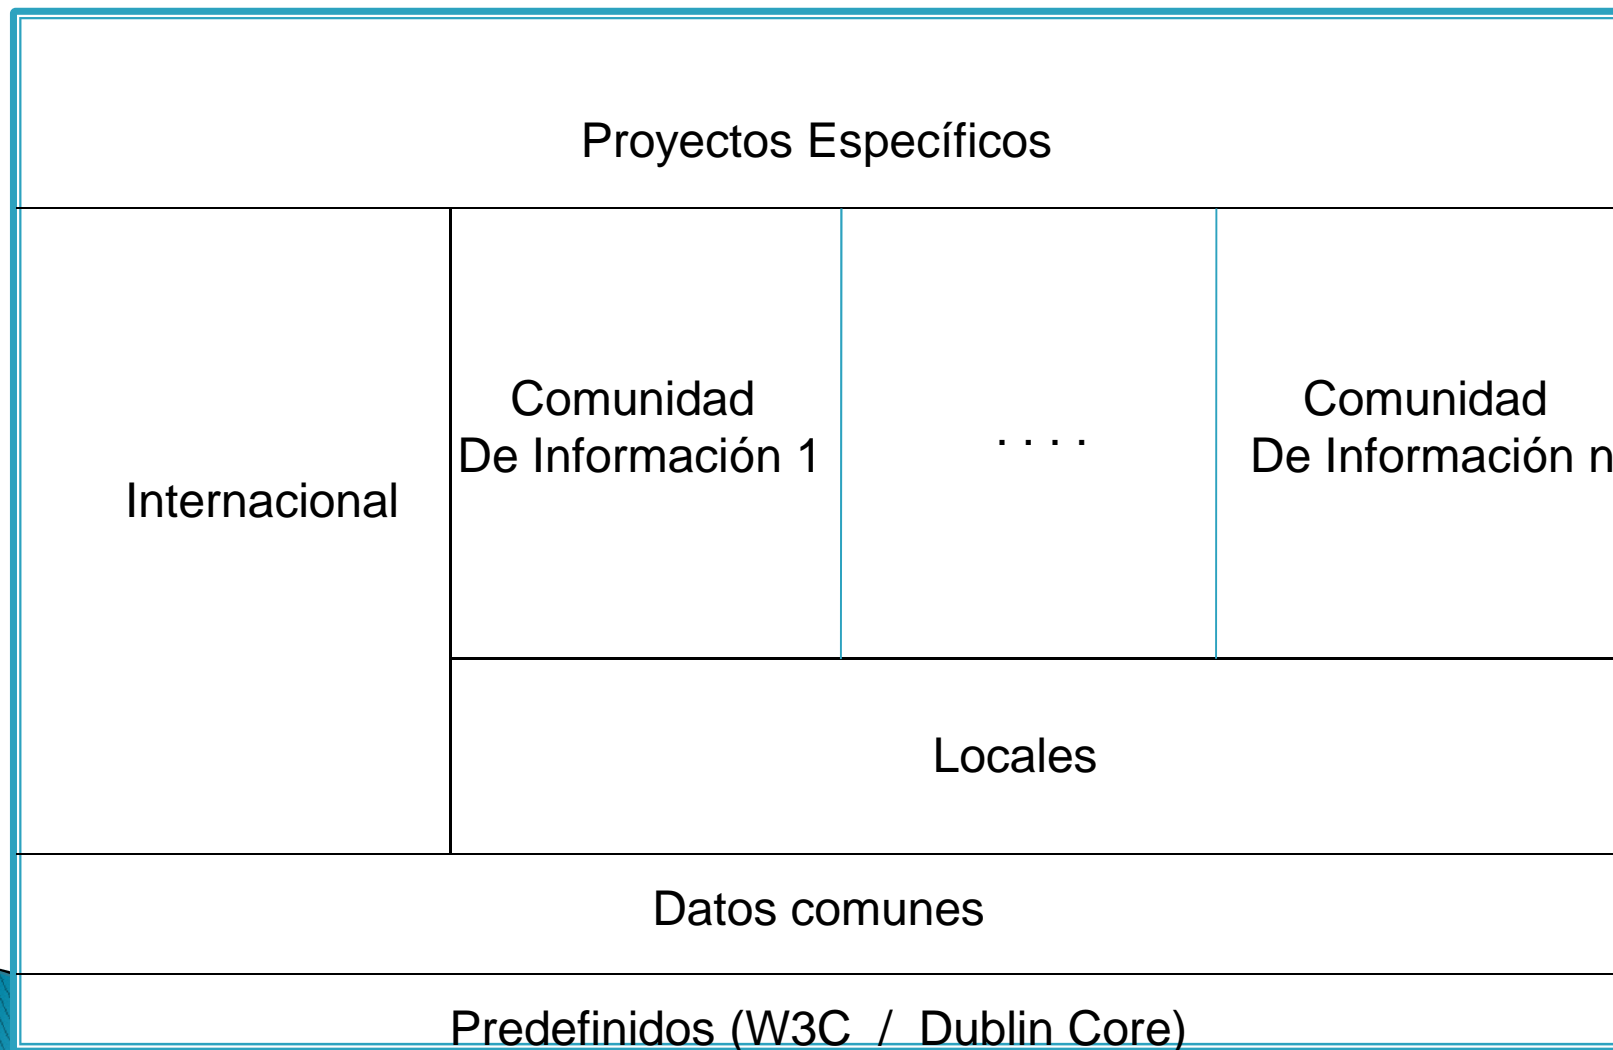 Proyectos Específicos
Internacional
Comunidad
De Información 1
. . . .
Comunidad
De Información n
Locales
Datos comunes
Predefinidos (W3C / Dublin Core)